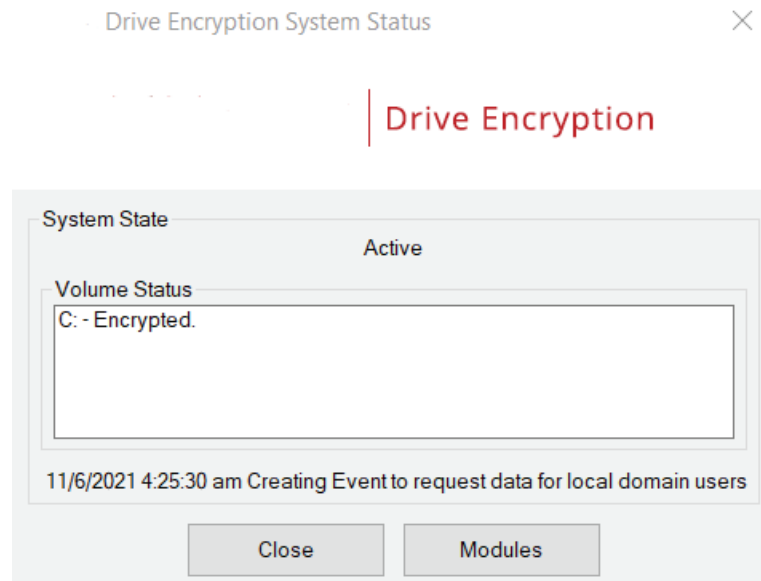 Drive Encryption System Status
Drive Encryption
System State
Active
Volume Status
C: - Encrypted.
11/6/2021 4:25:30 am Creating Event to request data for local domain users
Close
Modules